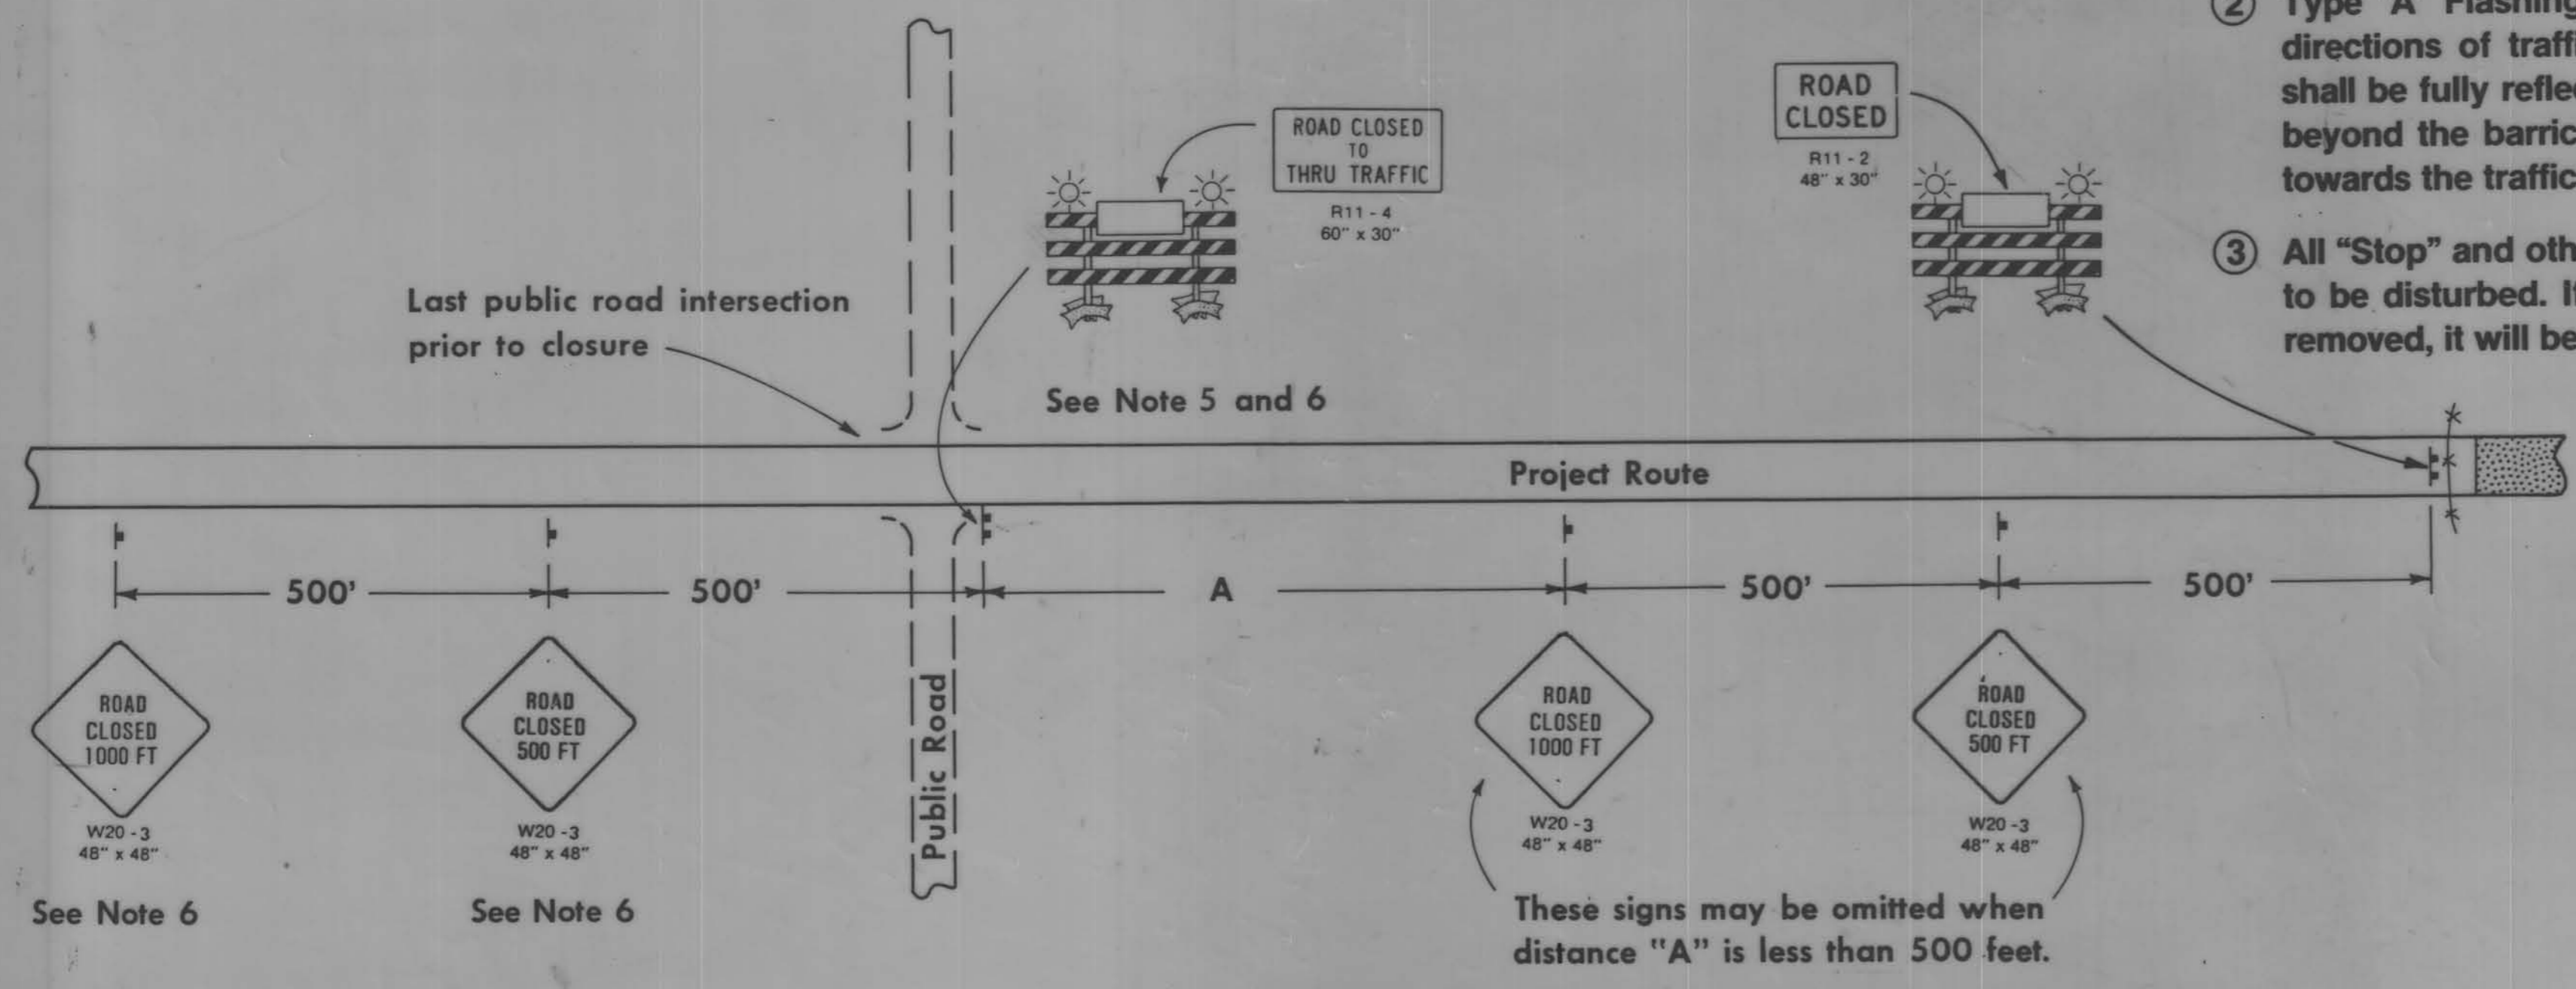 ② Type "A" Flashing
directions of traff
shall be fully refle
beyond the barric
towards the traffic
③ All “Stop” and oth
to be disturbed. I
removed, it will be
ROAD CLOSED
TO
THRU TRAFFIC
R11 - 4
60" x 30"
ROAD
CLOSED
R11 - 2
48" x 30"
Last public road intersection
prior to closure
See Note 5 and 6
Project Route
500'
500'
A
500'
500'
ROAD
CLOSED
1000 FT
W20 - 3
48" x 48"
See Note 6
ROAD
CLOSED
500 FT
W20 - 3
48" x 48"
See Note 6
Public Road
ROAD
CLOSED
1000 FT
W20 - 3
48" x 48"
ROAD
CLOSED
500 FT
W20 - 3
48" x 48"
These signs may be omitted when
distance "A" is less than 500 feet.